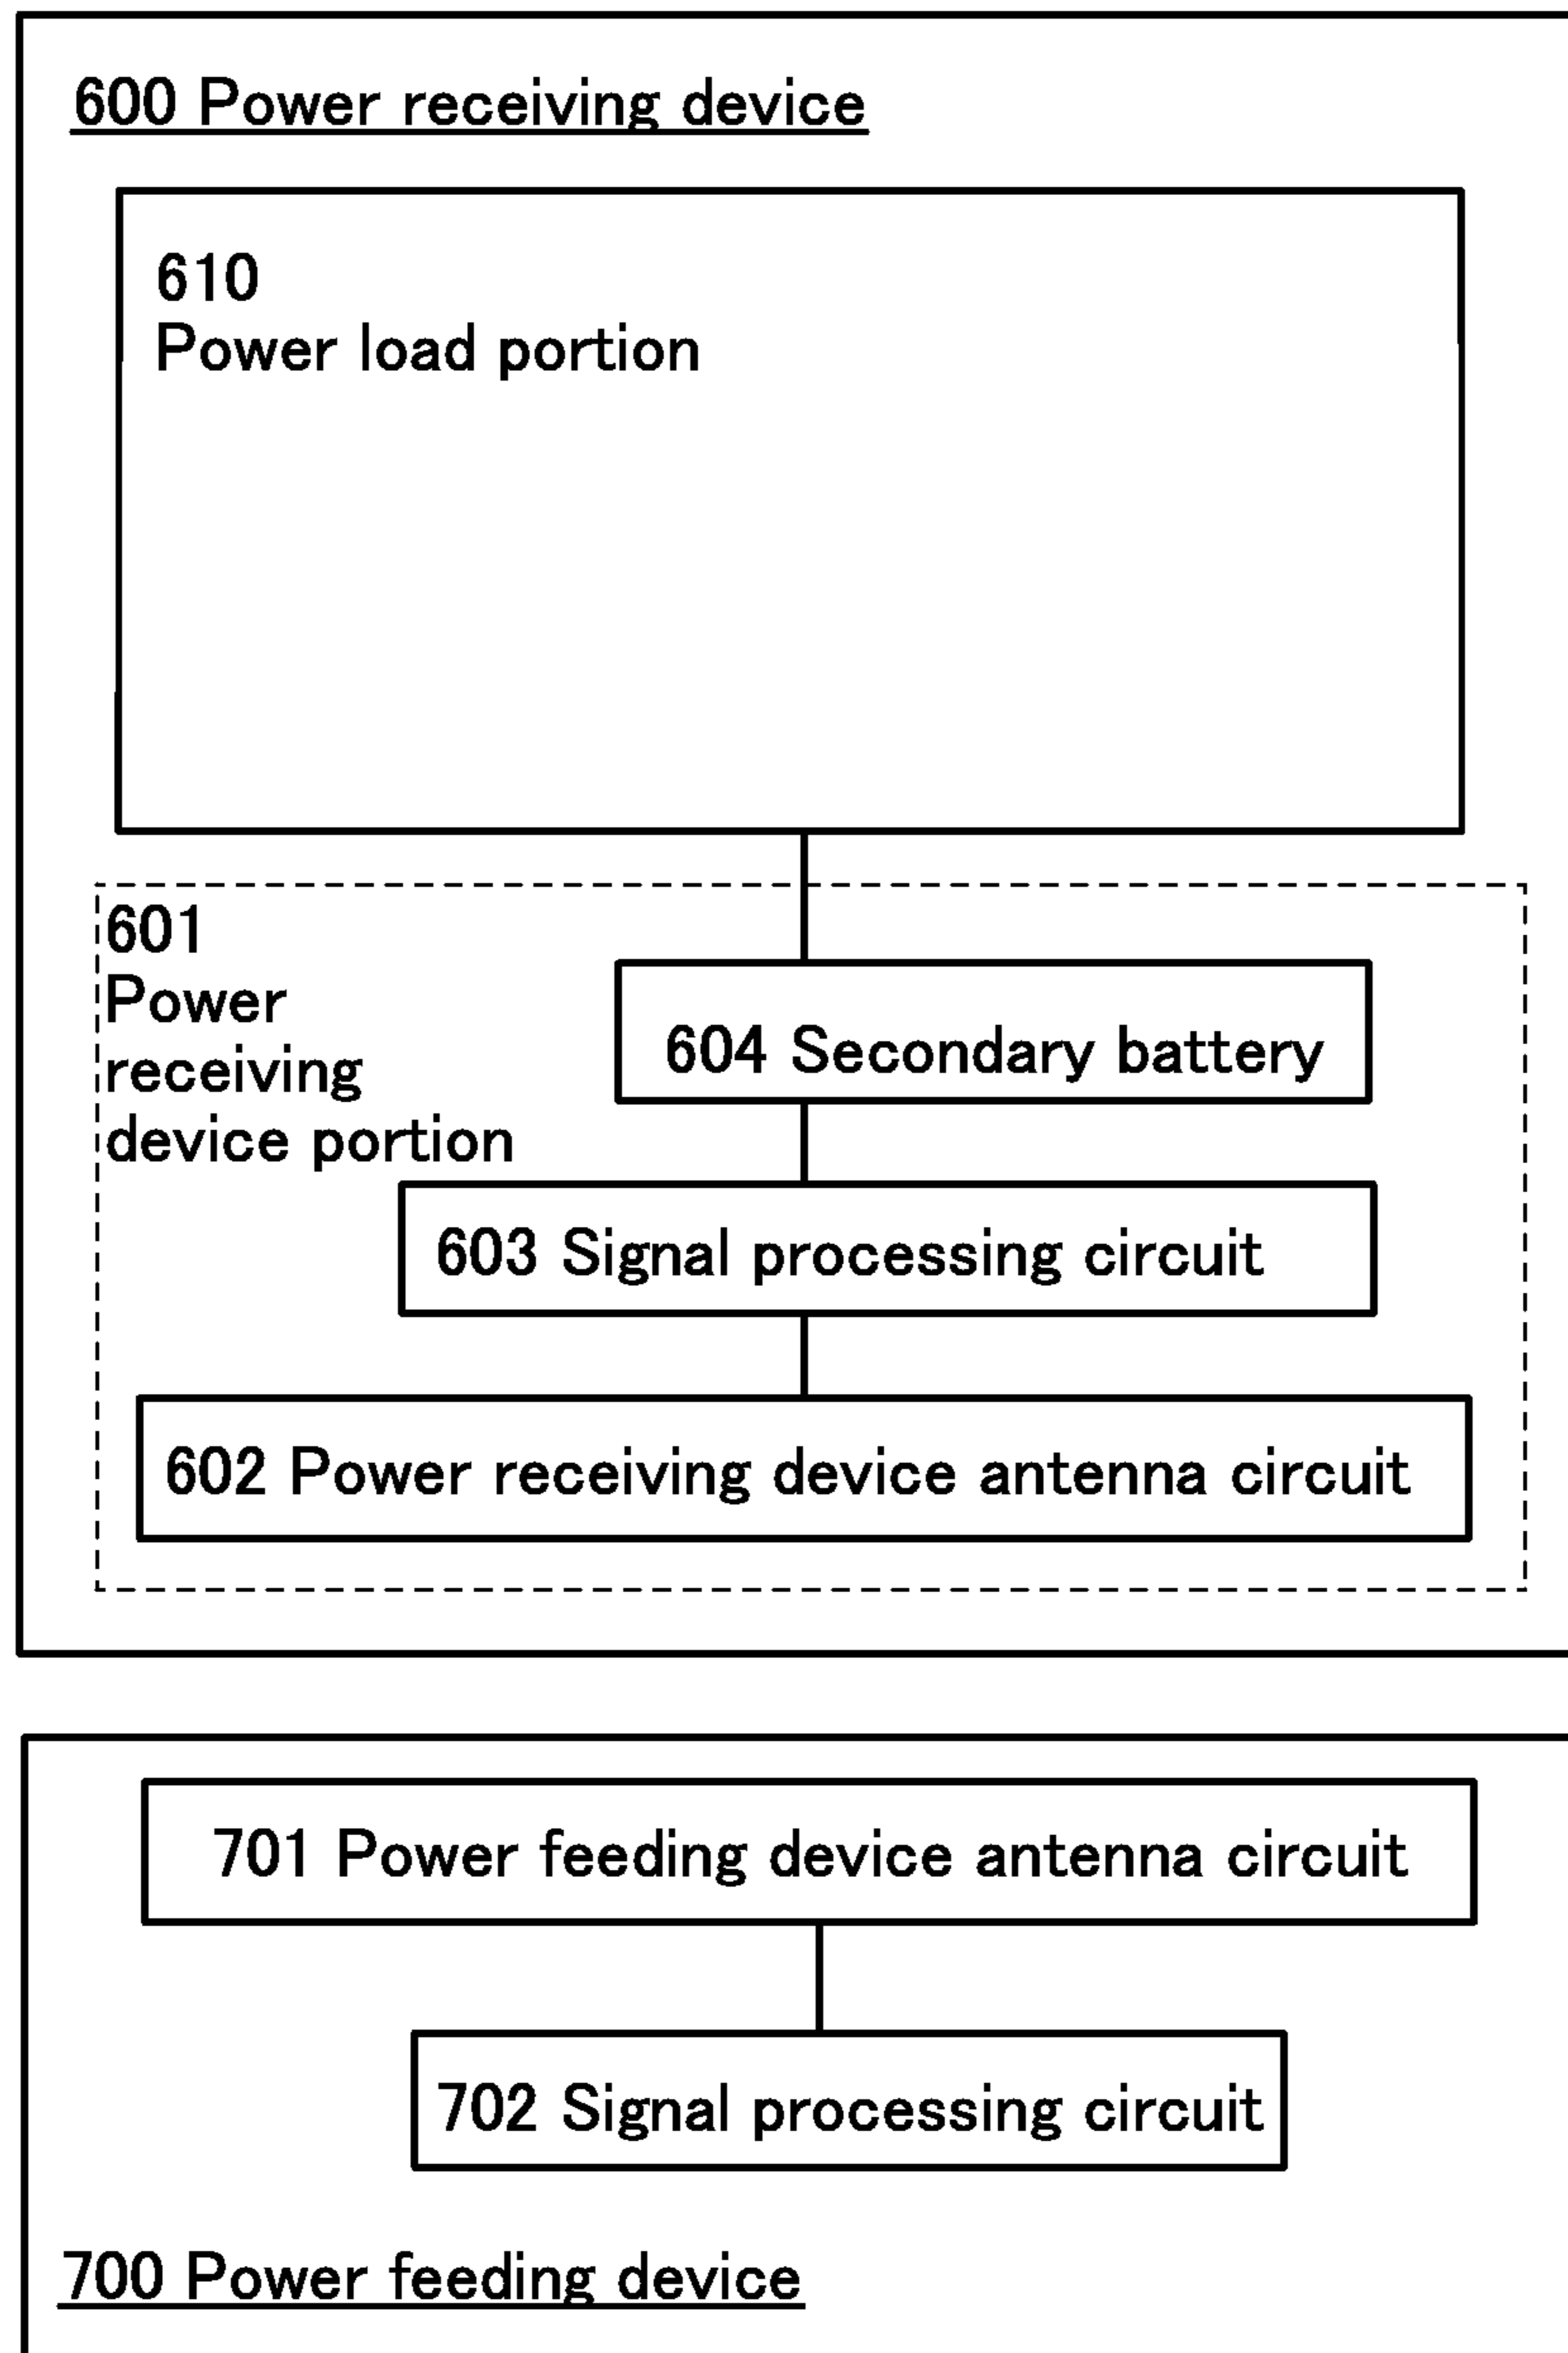 600 Power receiving device
610
Power load portion
601
Power
receiving
device portion
604 Secondary battery
603 Signal processing circuit
602 Power receiving device antenna circuit
701 Power feeding device antenna circuit
702 Signal processing circuit
700 Power feeding device